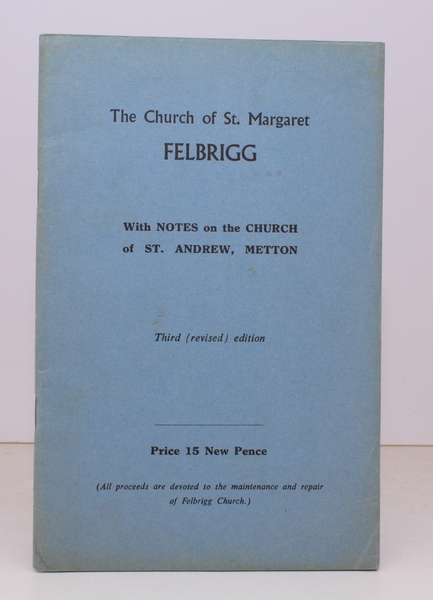 The Church of St. Margaret
FELBRIGG
With NOTES on the CHURCH
of ST. ANDREW, METTON
Third (revised) edition
Price 15 New Pence
(All proceeds are devoted to the maintenance and repair
of Felbrigg Church.)